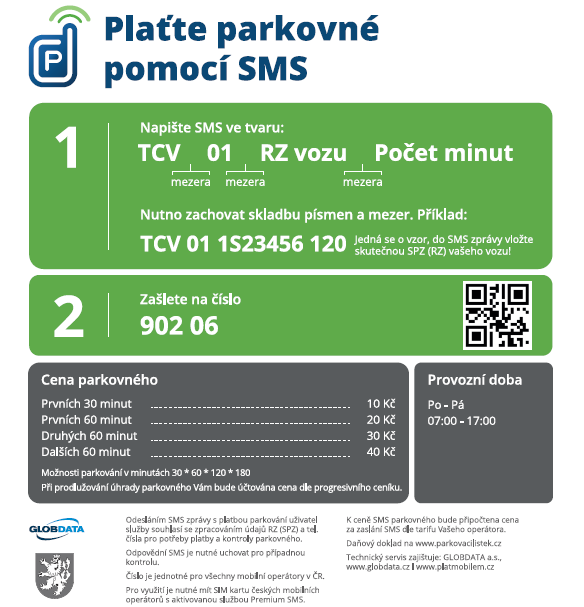 P
Plaťte parkovné
pomocí SMS
1
Napište SMS ve tvaru:
TCV 01 RZ vozu Počet minut
mezera mezera mezera
Nutno zachovat skladbu písmen a mezer. Příklad:
TCV 01 1S23456 120
Jedná se o vzor, do SMS zprávy vložte
skutečnou SPZ (RZ) vašeho vozu!
2
Zašlete na číslo
902 06
Cena parkovného
Prvních 30 minut 10 Kč
Prvních 60 minut 20 Kč
Druhých 60 minut 30 Kč
Dalších 60 minut 40 Kč
Možnosti parkování v minutách 30 * 60 * 120 * 180
Při prodlužování úhrady parkovného Vám bude účtována cena dle progresivního ceníku.
Provozní doba
Po - Pá
07:00 - 17:00
GLOBDATA
Odesláním SMS zprávy s platbou parkování uživatel
služby souhlasí se zpracováním údajů RZ (SPZ) a tel.
čísla pro potřeby platby a kontroly parkovného.
Odpovědní SMS je nutné uchovat pro případnou
kontrolu.
Číslo je jednotné pro všechny mobilní operátory v ČR.
Pro využití je nutné mít SIM kartu českých mobilních
operátorů s aktivovanou službou Premium SMS.
K ceně SMS parkovného bude připočtena cena
za zaslání SMS dle tarifu Vašeho operátora.
Daňový doklad na www.parkovacilistek.cz
Technický servis zajišťuje: GLOBDATA a.s.,
www.globdata.cz I www.platmobilem.cz